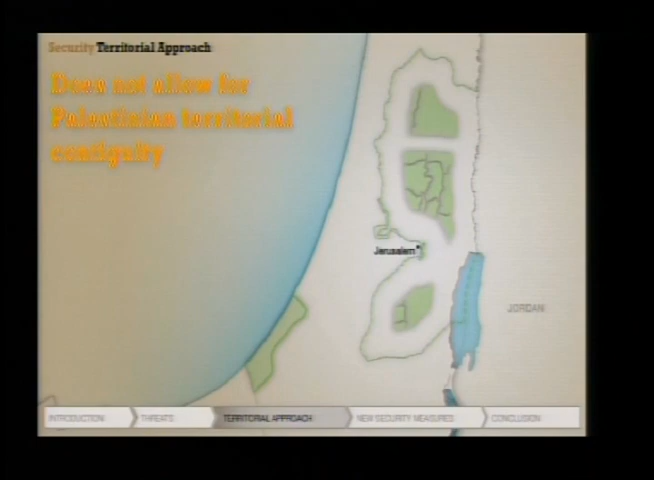 Security Territorial Approach
Does not allow for
Palestinian territorial
contiguity
Jerusalem
JORDAN
INTRODUCTION
THREATS
TERRITORIAL APPROACH
NEW SECURITY MEASURES
CONCLUSION